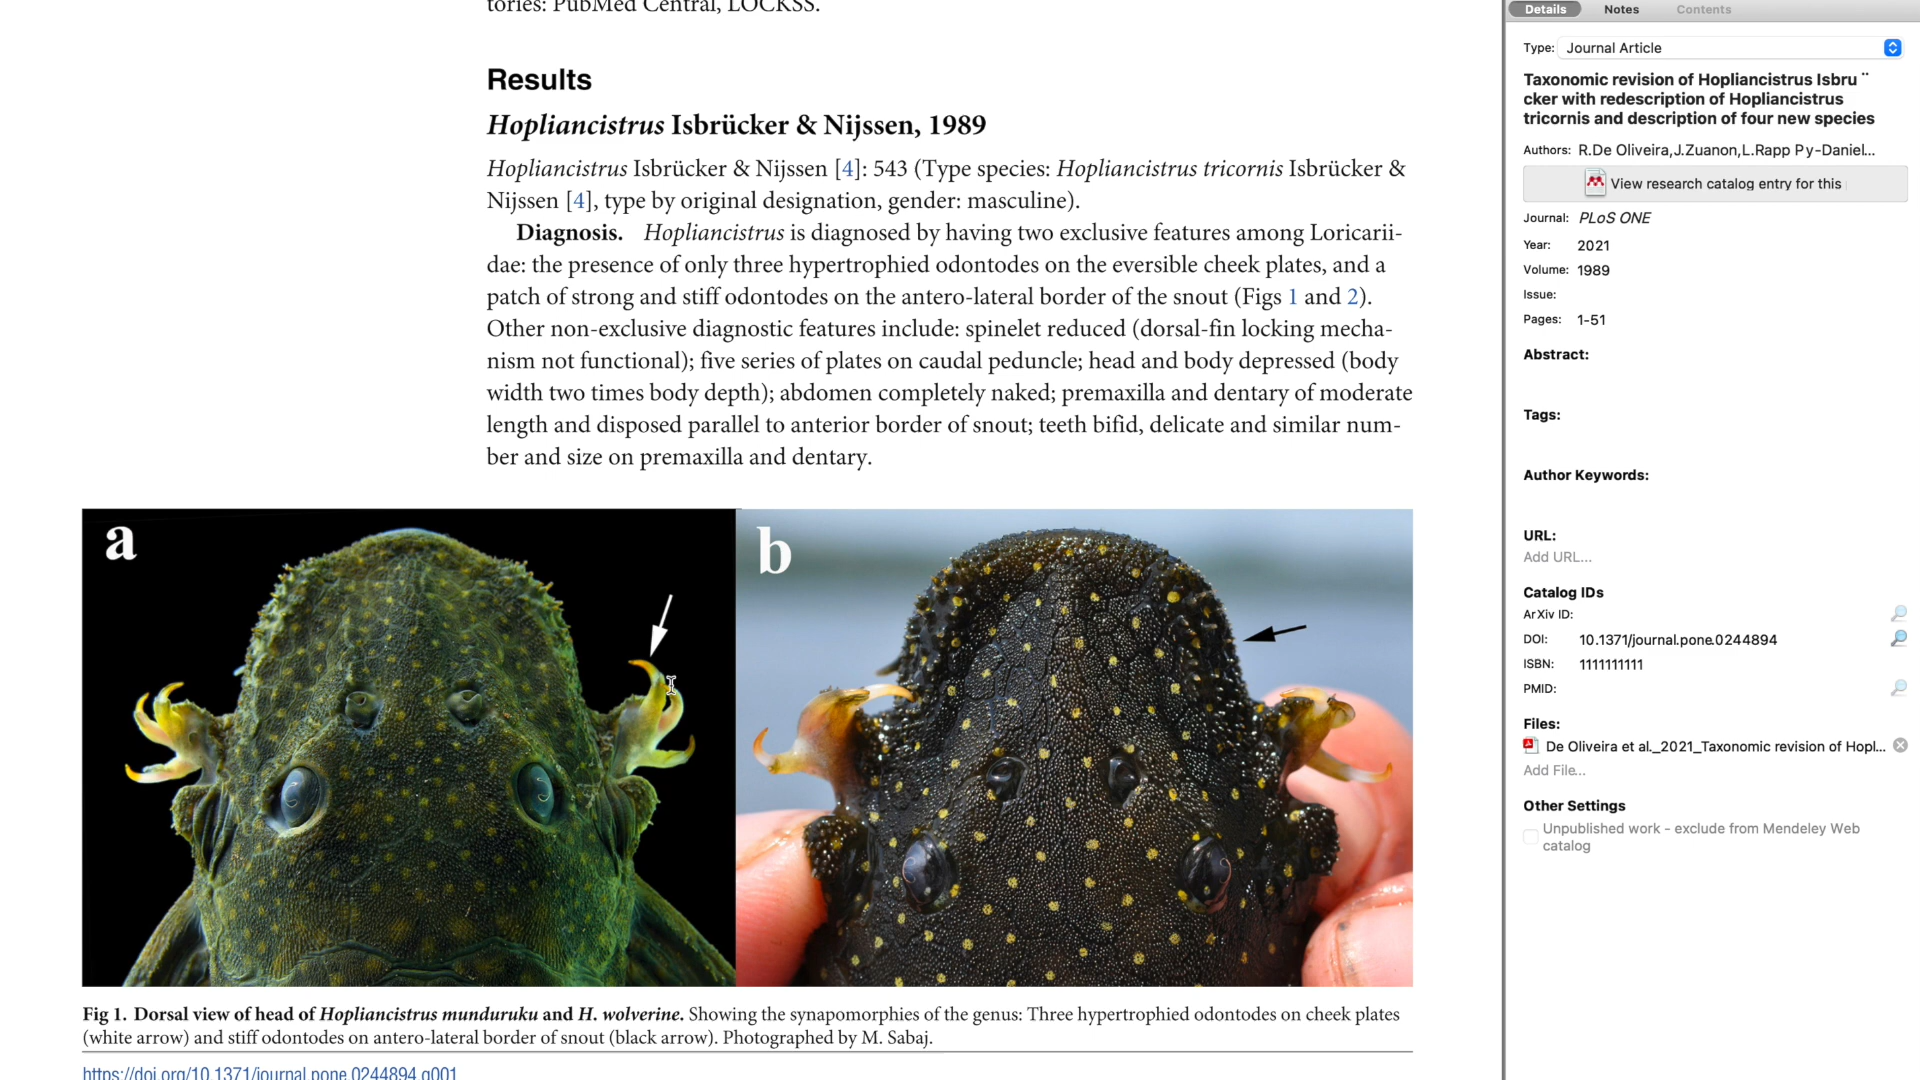 tories: PubMed Central, LOCKSS.
Results
Hopliancistrus Isbrücker & Nijssen, 1989
Hopliancistrus Isbrücker & Nijssen [4]: 543 (Type species: Hopliancistrus tricornis Isbrücker &
Nijssen [4], type by original designation, gender: masculine).
Diagnosis. Hopliancistrus is diagnosed by having two exclusive features among Loricarii-
dae: the presence of only three hypertrophied odontodes on the eversible cheek plates, and a
patch of strong and stiff odontodes on the antero-lateral border of the snout (Figs 1 and 2).
Other non-exclusive diagnostic features include: spinelet reduced (dorsal-fin locking mecha-
nism not functional); five series of plates on caudal peduncle; head and body depressed (body
width two times body depth); abdomen completely naked; premaxilla and dentary of moderate
length and disposed parallel to anterior border of snout; teeth bifid, delicate and similar num-
ber and size on premaxilla and dentary.
a
b
Fig 1. Dorsal view of head of Hopliancistrus munduruku and H. wolverine. Showing the synapomorphies of the genus: Three hypertrophied odontodes on cheek plates
(white arrow) and stiff odontodes on antero-lateral border of snout (black arrow). Photographed by M. Sabaj.
https://doi.org/10.1371/journal.pone.0244894.g001
Details Notes Contents
Type: Journal Article
Taxonomic revision of Hopliancistrus Isbru ¨
cker with redescription of Hopliancistrus
tricornis and description of four new species
Authors: R.De Oliveira,J.Zuanon,L.Rapp Py-Daniel...
View research catalog entry for this
Journal: PLoS ONE
Year: 2021
Volume: 1989
Issue:
Pages: 1-51
Abstract:
Tags:
Author Keywords:
URL:
Add URL...
Catalog IDs
ArXiv ID:
DOI: 10.1371/journal.pone.0244894
ISBN: 1111111111
PMID:
Files:
De Oliveira et al._2021_Taxonomic revision of Hopl...
Add File...
Other Settings
Unpublished work - exclude from Mendeley Web
catalog